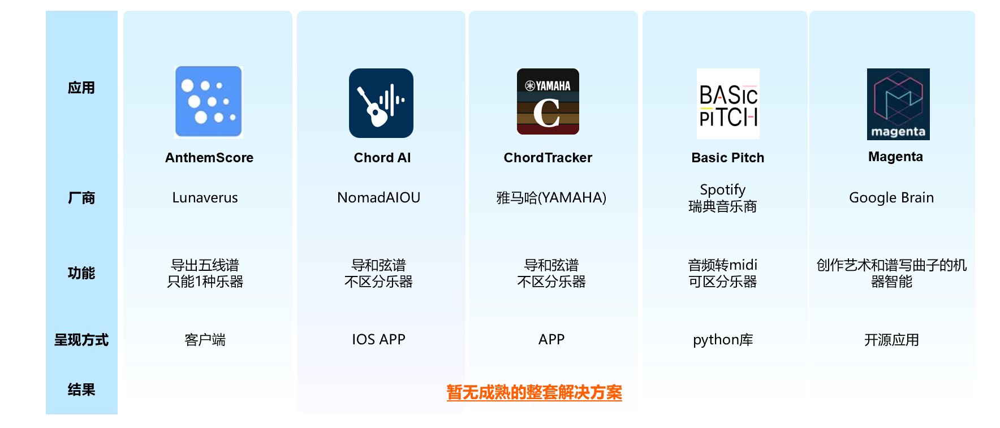 应用
YAMAHA
C
BASiC
PiTCH
magenta
AnthemScore
Chord AI
ChordTracker
Basic Pitch
Magenta
厂商
Lunaverus
NomadAIOU
雅马哈(YAMAHA)
Spotify
瑞典音乐商
Google Brain
功能
导出五线谱
只能1种乐器
导和弦谱
不区分乐器
导和弦谱
不区分乐器
音频转midi
可区分乐器
创作艺术和谱写曲子的机
器智能
呈现方式
客户端
IOS APP
APP
python库
开源应用
结果
暂无成熟的整套解决方案